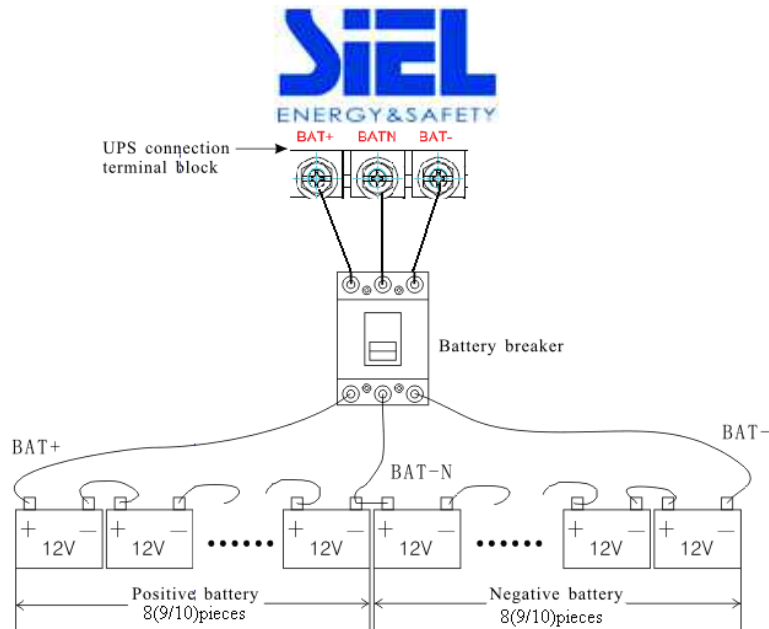 SiEL
ENERGY&SAFETY
BAT+ BATN BAT-
UPS connection
terminal block
Battery breaker
BAT+
BAT-
BAT-N
+ — + — + — + — + — + —
12V 12V 12V 12V 12V 12V
Positive battery
8(9/10)pieces
Negative battery
8(9/10)pieces